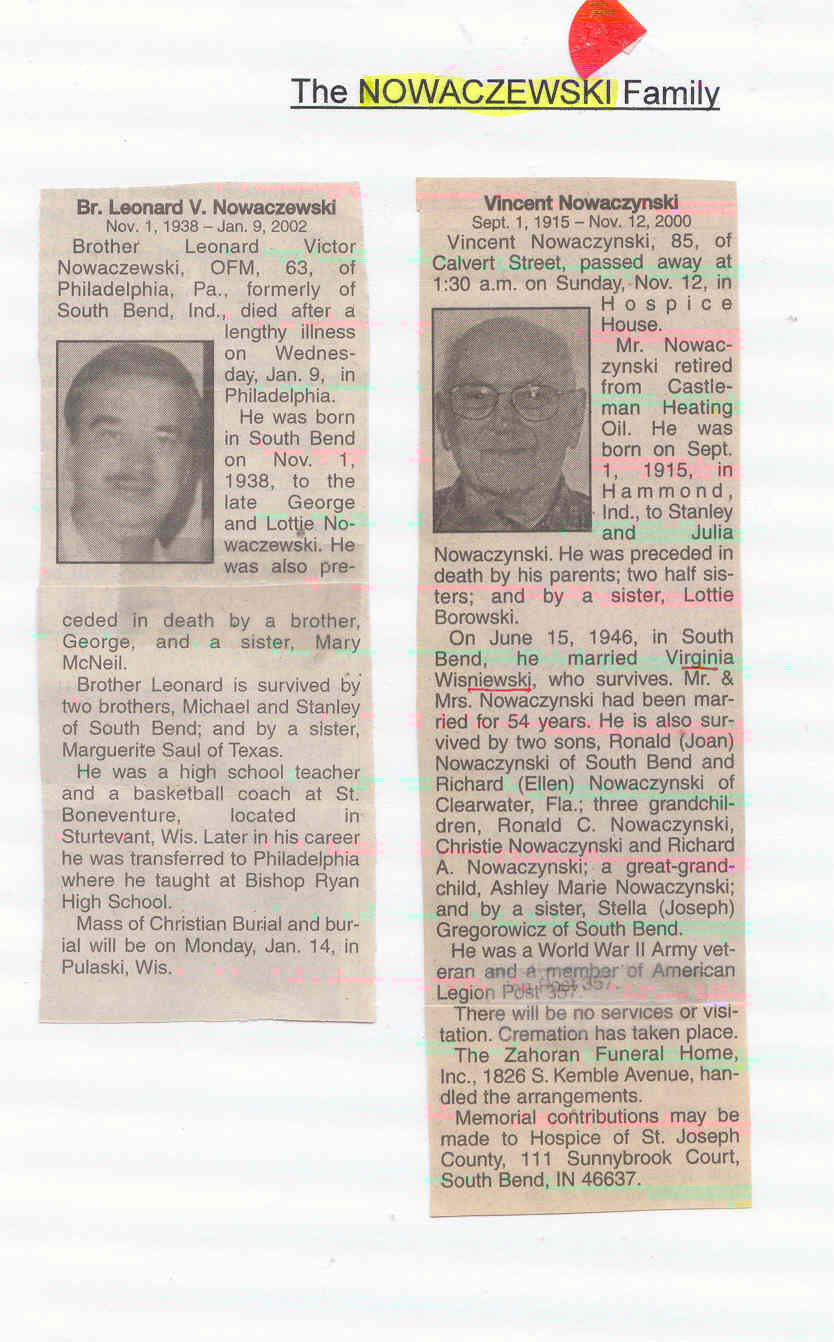 The NOWACZEWSKI Family
Br. Leonard V. Nowaczewski
Nov. 1, 1938 – Jan. 9, 2002
Brother Leonard Victor
Nowaczewski, OFM, 63, of
Philadelphia, Pa., formerly of
South Bend, Ind., died after a
lengthy illness
on Wednes-
day, Jan. 9, in
Philadelphia.
He was born
in South Bend
on Nov. 1,
1938, to the
late George
and Lottie No-
waczewski. He
was also pre-
ceded in death by a brother,
George, and a sister, Mary
McNeil.
Brother Leonard is survived by
two brothers, Michael and Stanley
of South Bend; and by a sister,
Marguerite Saul of Texas.
He was a high school teacher
and a basketball coach at St.
Boneventure, located in
Sturtevant, Wis. Later in his career
he was transferred to Philadelphia
where he taught at Bishop Ryan
High School.
Mass of Christian Burial and bur-
ial will be on Monday, Jan. 14, in
Pulaski, Wis.
Vincent Nowaczynski
Sept. 1, 1915 – Nov. 12, 2000
Vincent Nowaczynski, 85, of
Calvert Street, passed away at
1:30 a.m. on Sunday, Nov. 12, in
Hospice
House.
Mr. Nowac-
zynski retired
from Castle-
man Heating
Oil. He was
born on Sept.
1, 1915, in
Hammond,
Ind., to Stanley
and Julia
Nowaczynski. He was preceded in
death by his parents; two half sis-
ters; and by a sister, Lottie
Borowski.
On June 15, 1946, in South
Bend, he married Virginia
Wisniewski, who survives. Mr. &
Mrs. Nowaczynski had been mar-
ried for 54 years. He is also sur-
vived by two sons, Ronald (Joan)
Nowaczynski of South Bend and
Richard (Ellen) Nowaczynski of
Clearwater, Fla.; three grandchil-
dren, Ronald C. Nowaczynski,
Christie Nowaczynski and Richard
A. Nowaczynski; a great-grand-
child, Ashley Marie Nowaczynski;
and by a sister, Stella (Joseph)
Gregorowicz of South Bend.
He was a World War II Army vet-
eran and a member of American
Legion Post 357.
There will be no services or visi-
tation. Cremation has taken place.
The Zahoran Funeral Home,
Inc., 1826 S. Kemble Avenue, han-
dled the arrangements.
Memorial contributions may be
made to Hospice of St. Joseph
County, 111 Sunnybrook Court,
South Bend, IN 46637.